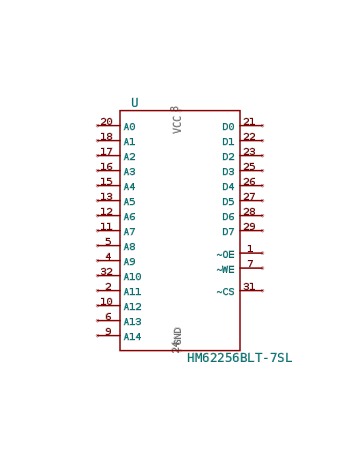 U
8
VCC
20 A0 D0 21
18 A1 D1 22
17 A2 D2 23
16 A3 D3 25
15 A4 D4 26
13 A5 D5 27
12 A6 D6 28
11 A7 D7 29
5 A8
4 A9 ~OE 1
32 A10 ~WE 7
2 A11 ~CS 31
10 A12
6 A13
9 A14
GND
24
HM62256BLT-7SL